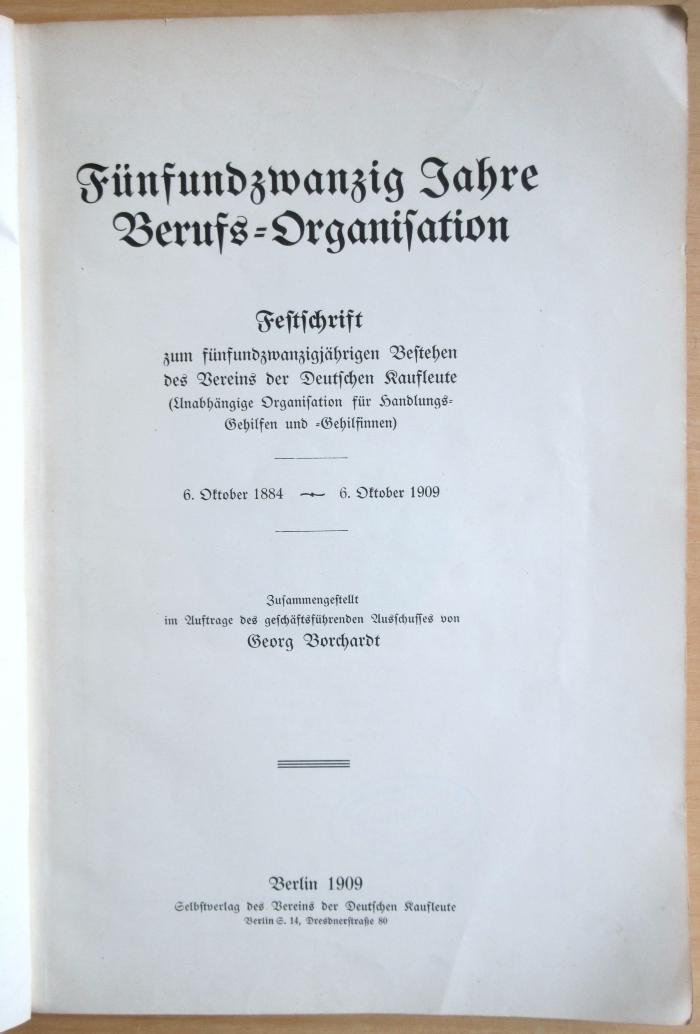 Fünfundzwanzig Jahre
Berufs-Organisation
Festschrift
zum fünfundzwanzigjährigen Bestehen
des Vereins der Deutschen Kaufleute
(Unabhängige Organisation für Handlungs-
Gehilfen und -Gehilfinnen)
6. Oktober 1884 — 6. Oktober 1909
Zusammengestellt
im Auftrage des geschäftsführenden Ausschusses von
Georg Borchardt
Berlin 1909
Selbstverlag des Vereins der Deutschen Kaufleute
Berlin S. 14, Dresdnerstraße 80